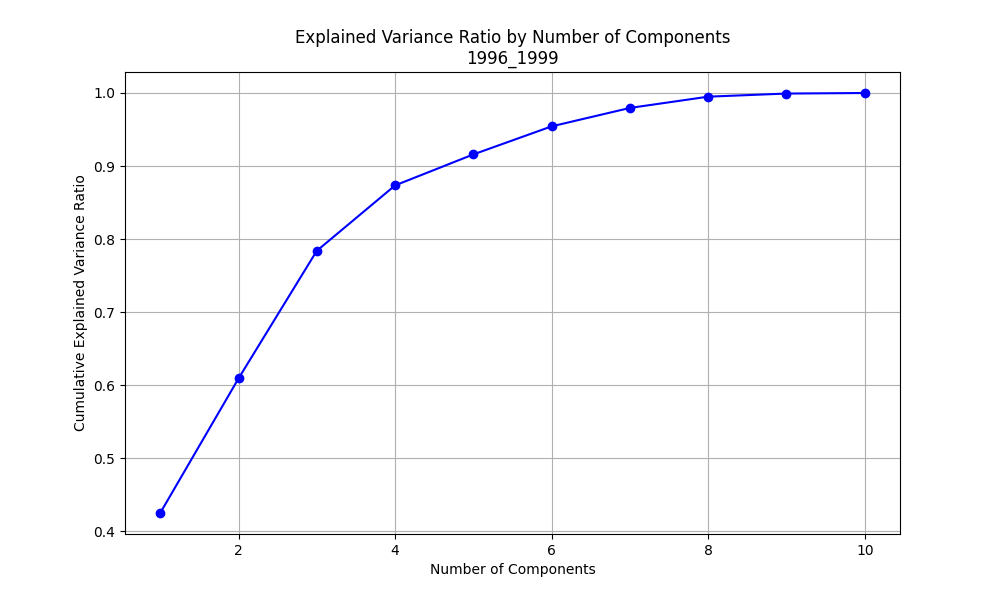 Explained Variance Ratio by Number of Components
1996_1999
1.0
0.9
0.8
0.7
0.6
0.5
0.4
Cumulative Explained Variance Ratio
2 4 6 8 10
Number of Components